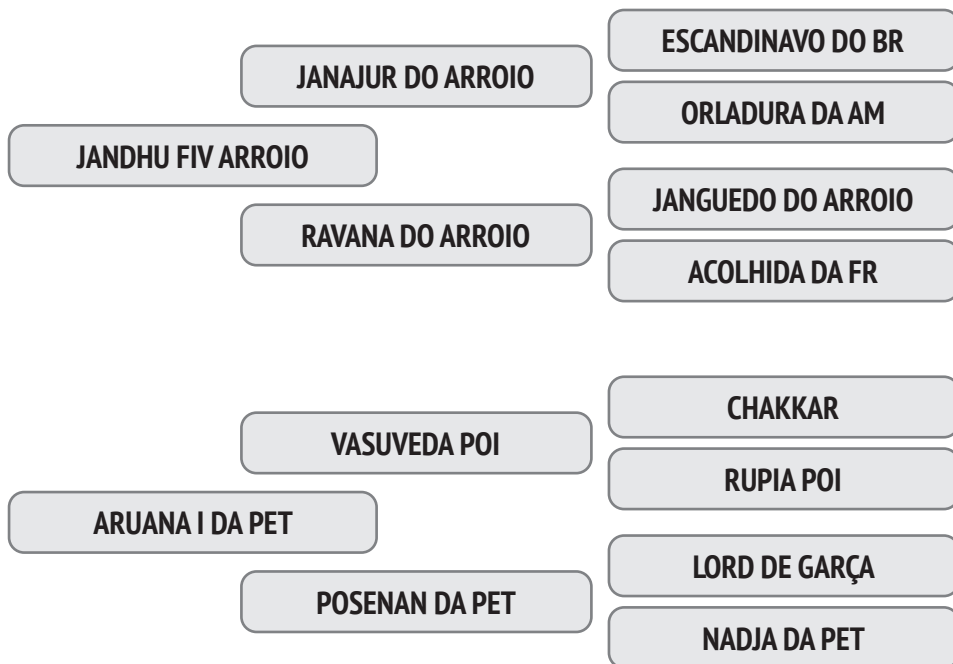 ESCANDINAVO DO BR
JANAJUR DO ARROIO
ORLADURA DA AM
JANDHU FIV ARROIO
JANGUEDO DO ARROIO
RAVANA DO ARROIO
ACOLHIDA DA FR
CHAKKAR
VASUVEDA POI
RUPIA POI
ARUANA I DA PET
LORD DE GARÇA
POSENAN DA PET
NADJA DA PET